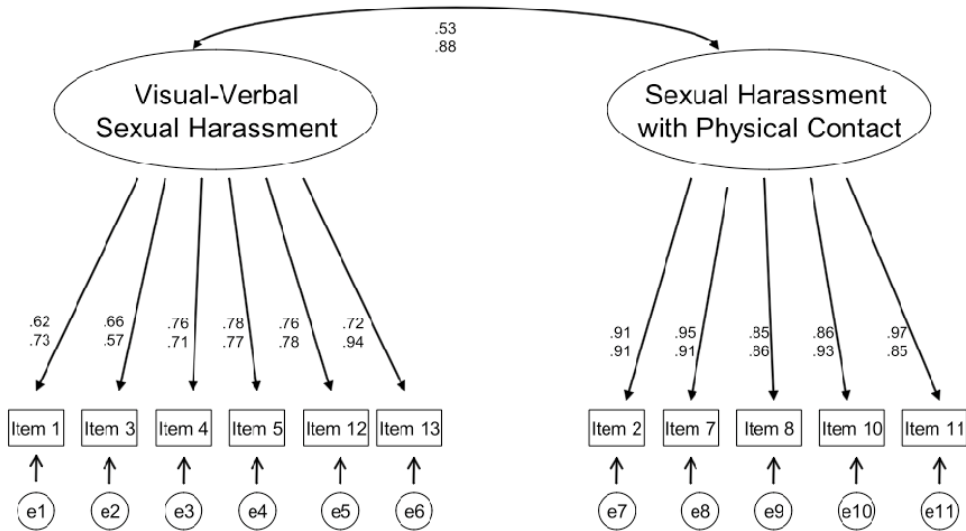 .53
.88
Visual-Verbal
Sexual Harassment
Sexual Harassment
with Physical Contact
.62 .66 .76 .78 .76 .72 .91 .95 .85 .86 .97
.73 .57 .71 .77 .78 .94 .91 .91 .86 .93 .85
Item 1 Item 3 Item 4 Item 5 Item 12 Item 13 Item 2 Item 7 Item 8 Item 10 Item 11
e1 e2 e3 e4 e5 e6 e7 e8 e9 e10 e11